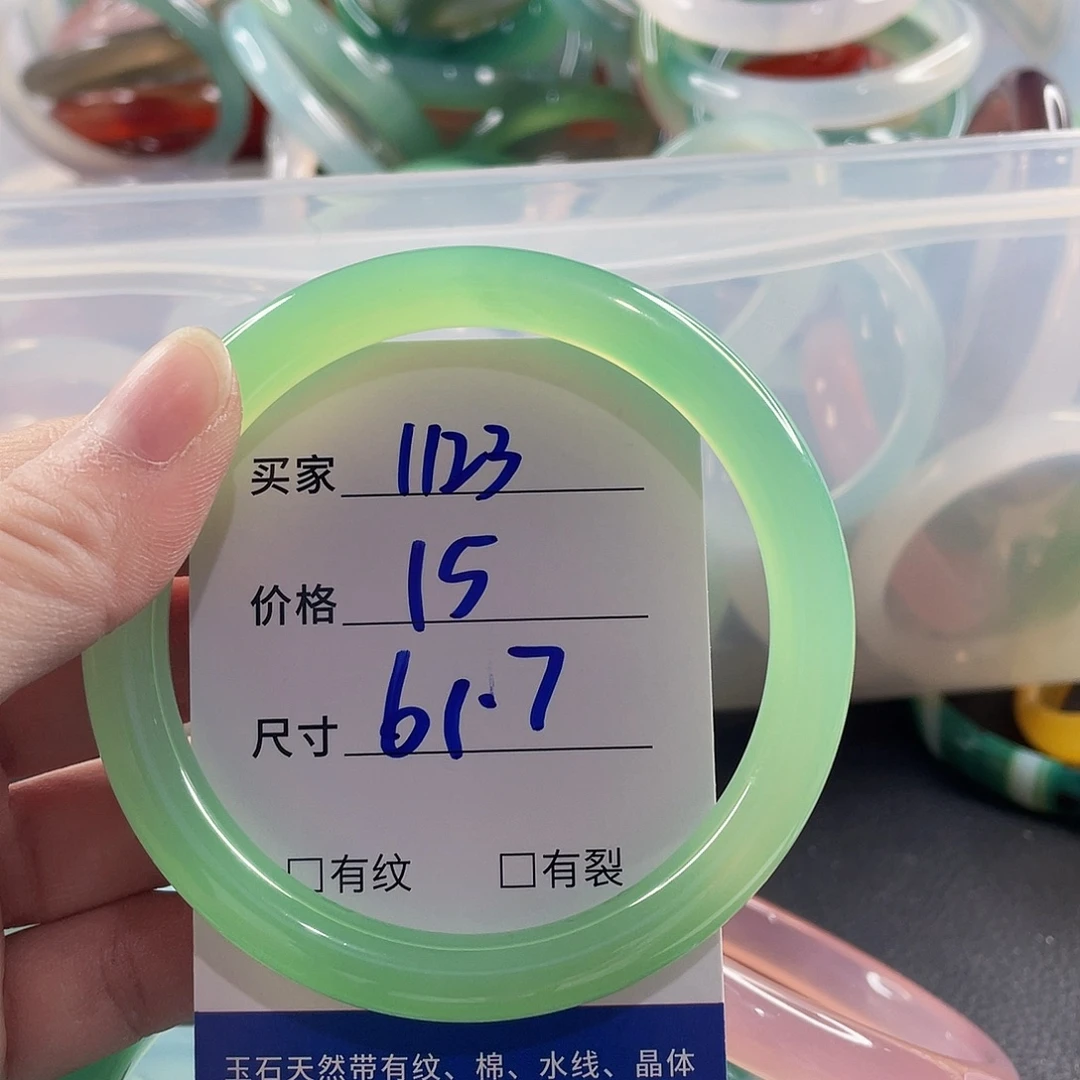 买家 1123
价格 15
尺寸 61.7
□有纹 □有裂
玉石天然带有纹、棉、水线、晶体